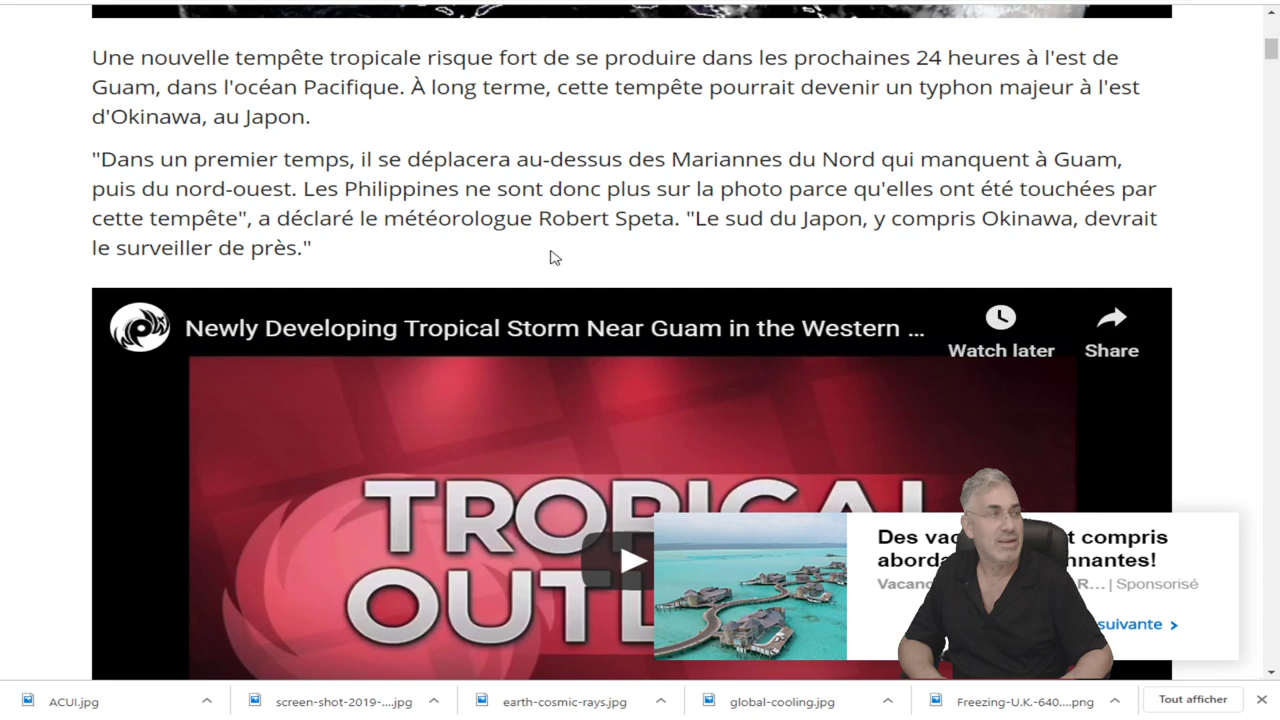 Une nouvelle tempête tropicale risque fort de se produire dans les prochaines 24 heures à l'est de
Guam, dans l'océan Pacifique. À long terme, cette tempête pourrait devenir un typhon majeur à l'est
d'Okinawa, au Japon.
"Dans un premier temps, il se déplacera au-dessus des Mariannes du Nord qui manquent à Guam,
puis du nord-ouest. Les Philippines ne sont donc plus sur la photo parce qu'elles ont été touchées par
cette tempête", a déclaré le météorologue Robert Speta. "Le sud du Japon, y compris Okinawa, devrait
le surveiller de près."
Newly Developing Tropical Storm Near Guam in the Western ...
Watch later
Share
TROPICAL
OUTL
Des vac t compris
aborda nnantes!
Vacanc R... | Sponsorisé
suivante
ACUI.jpg
screen-shot-2019-....jpg
earth-cosmic-rays.jpg
global-cooling.jpg
Freezing-U.K.-640....png
Tout afficher